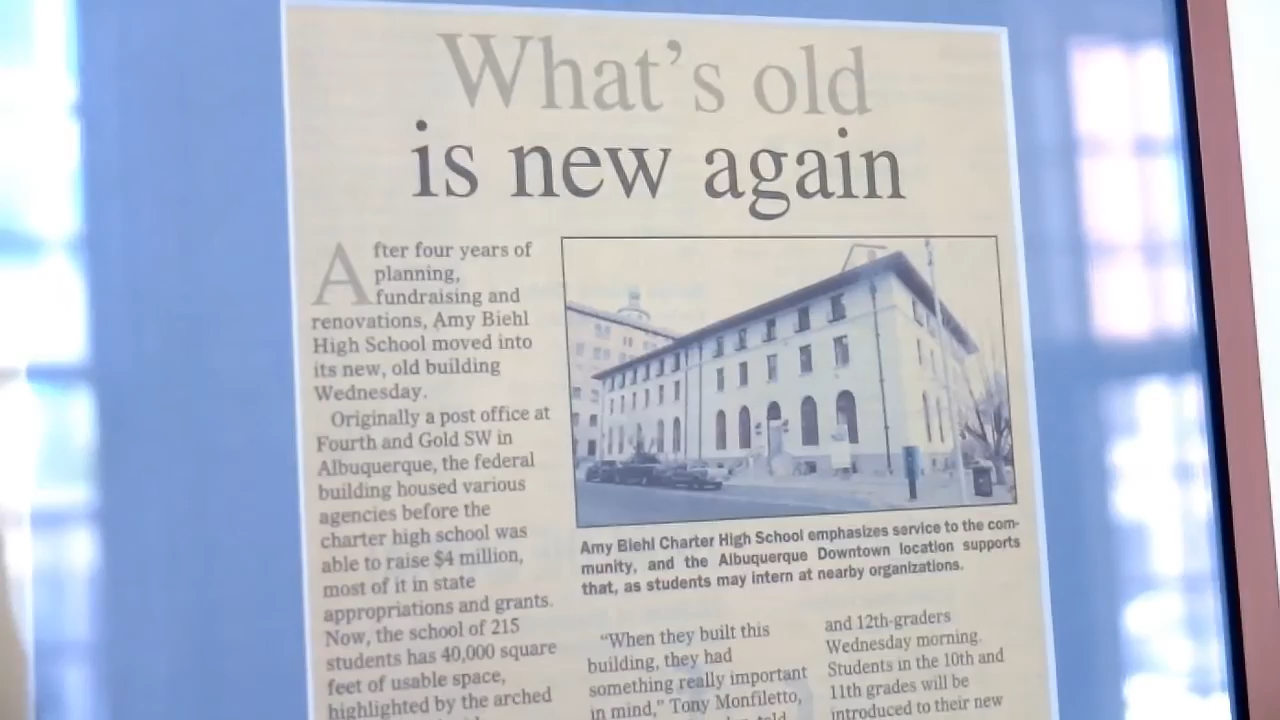 What's old
is new again
After four years of
planning,
fundraising and
renovations, Amy Biehl
High School moved into
its new, old building
Wednesday.
Originally a post office at
Fourth and Gold SW in
Albuquerque, the federal
building housed various
agencies before the
charter high school was
able to raise $4 million,
most of it in state
appropriations and grants.
Now, the school of 215
students has 40,000 square
feet of usable space,
highlighted by the arched
Amy Biehl Charter High School emphasizes service to the com-
munity, and the Albuquerque Downtown location supports
that, as students may intern at nearby organizations.
"When they built this
building, they had
something really important
in mind," Tony Monfiletto,
told
and 12th-graders
Wednesday morning.
Students in the 10th and
11th grades will be
introduced to their new